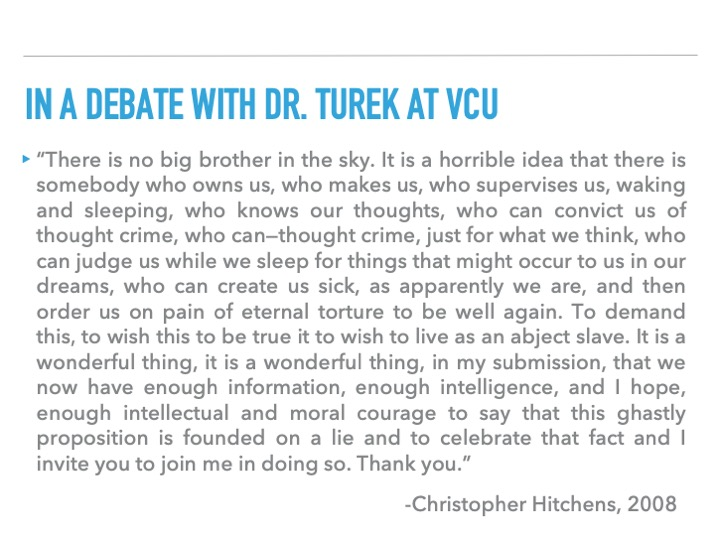 IN A DEBATE WITH DR. TUREK AT VCU
"There is no big brother in the sky. It is a horrible idea that there is
somebody who owns us, who makes us, who supervises us, waking
and sleeping, who knows our thoughts, who can convict us of
thought crime, who can—thought crime, just for what we think, who
can judge us while we sleep for things that might occur to us in our
dreams, who can create us sick, as apparently we are, and then
order us on pain of eternal torture to be well again. To demand
this, to wish this to be true it to wish to live as an abject slave. It is a
wonderful thing, it is a wonderful thing, in my submission, that we
now have enough information, enough intelligence, and I hope,
enough intellectual and moral courage to say that this ghastly
proposition is founded on a lie and to celebrate that fact and I
invite you to join me in doing so. Thank you."
-Christopher Hitchens, 2008